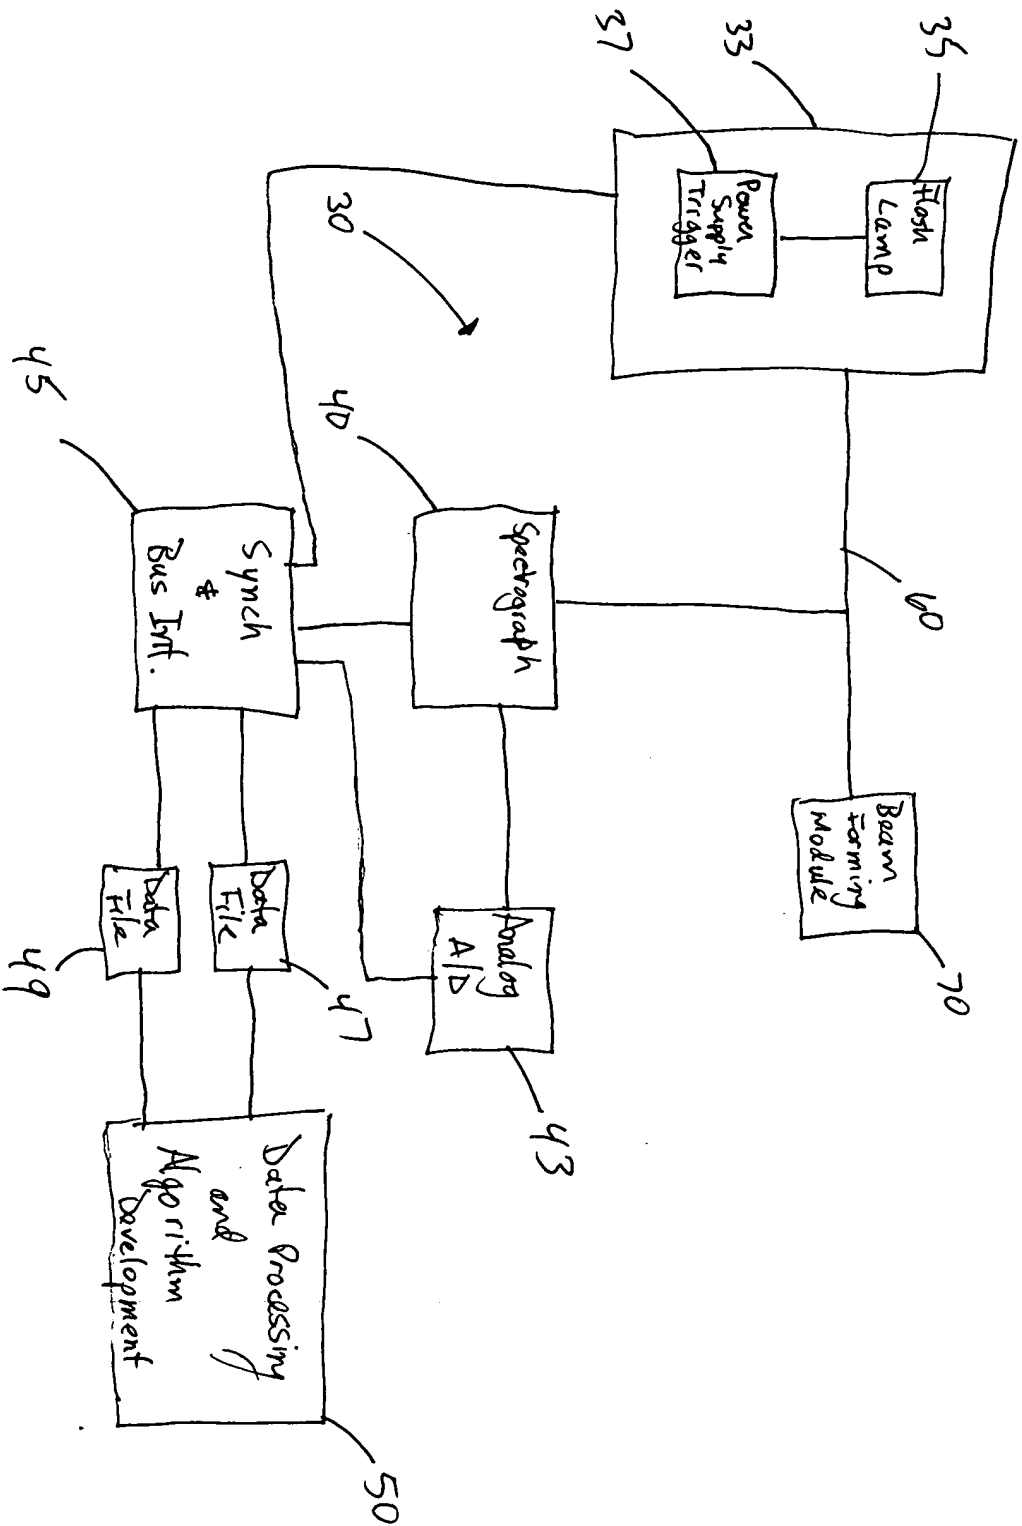 35
33
37
Flash
Lamp
Power
Supply
Trigger
30
60
70
Beam
Forming
Module
40
Spectrograph
43
Analog
A/D
45
Synch
&
Bus Int.
47
Data
File
49
Data
File
50
Data Processing
and
Algorithm
Development